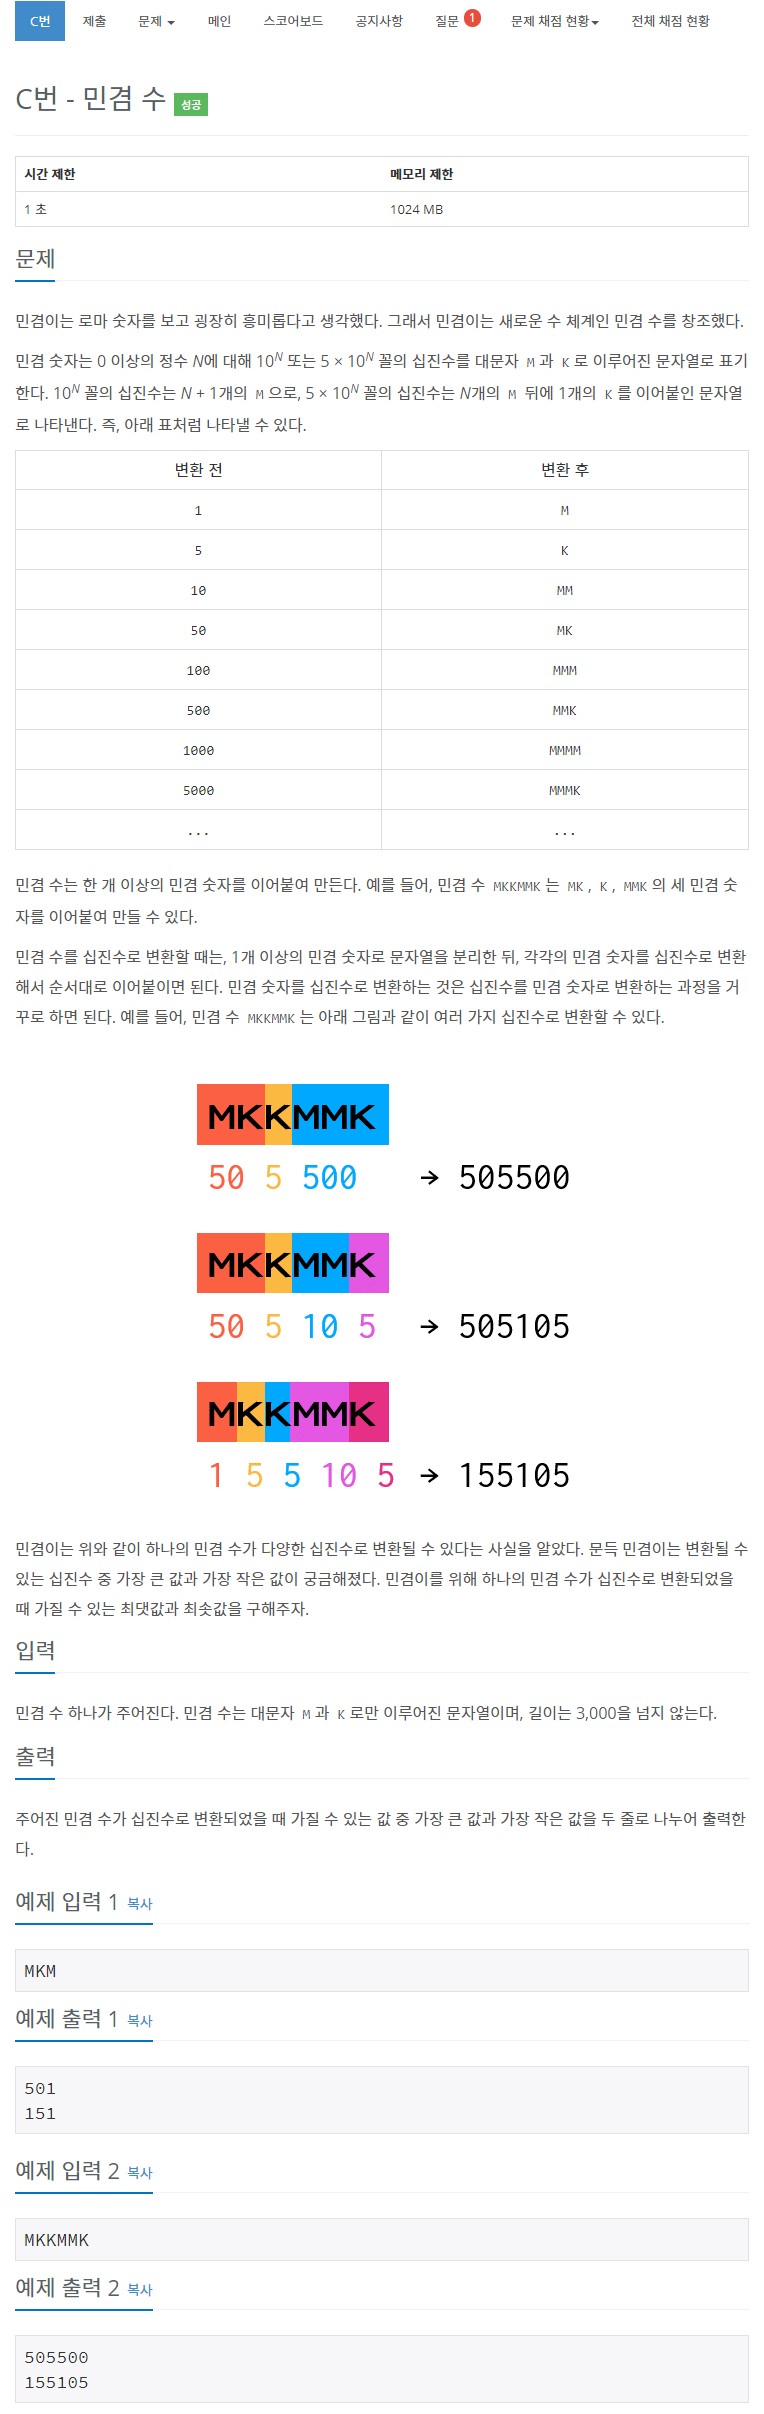 C번 제출 문제 메인 스코어보드 공지사항 질문 1 문제 채점 현황 전체 채점 현황
C번 - 민겸 수 성공
시간 제한 메모리 제한
1 초 1024 MB
문제
민겸이는 로마 숫자를 보고 굉장히 흥미롭다고 생각했다. 그래서 민겸이는 새로운 수 체계인 민겸 수를 창조했다.
민겸 숫자는 0 이상의 정수 N에 대해 10^N 또는 5 × 10^N 꼴의 십진수를 대문자 M 과 K 로 이루어진 문자열로 표기
한다. 10^N 꼴의 십진수는 N + 1개의 M 으로, 5 × 10^N 꼴의 십진수는 N개의 M 뒤에 1개의 K 를 이어붙인 문자열
로 나타낸다. 즉, 아래 표처럼 나타낼 수 있다.
변환 전 변환 후
1 M
5 K
10 MM
50 MK
100 MMM
500 MMK
1000 MMMM
5000 MMMK
... ...
민겸 수는 한 개 이상의 민겸 숫자를 이어붙여 만든다. 예를 들어, 민겸 수 MKKMMK 는 MK , K , MMK 의 세 민겸 숫
자를 이어붙여 만들 수 있다.
민겸 수를 십진수로 변환할 때는, 1개 이상의 민겸 숫자로 문자열을 분리한 뒤, 각각의 민겸 숫자를 십진수로 변환
해서 순서대로 이어붙이면 된다. 민겸 숫자를 십진수로 변환하는 것은 십진수를 민겸 숫자로 변환하는 과정을 거
꾸로 하면 된다. 예를 들어, 민겸 수 MKKMMK 는 아래 그림과 같이 여러 가지 십진수로 변환할 수 있다.
MKKMMK
50 5 500 → 505500
MKKMMK
50 5 10 5 → 505105
MKKMMK
1 5 5 10 5 → 155105
민겸이는 위와 같이 하나의 민겸 수가 다양한 십진수로 변환될 수 있다는 사실을 알았다. 문득 민겸이는 변환될 수
있는 십진수 중 가장 큰 값과 가장 작은 값이 궁금해졌다. 민겸이를 위해 하나의 민겸 수가 십진수로 변환되었을
때 가질 수 있는 최댓값과 최솟값을 구해주자.
입력
민겸 수 하나가 주어진다. 민겸 수는 대문자 M 과 K 로만 이루어진 문자열이며, 길이는 3,000을 넘지 않는다.
출력
주어진 민겸 수가 십진수로 변환되었을 때 가질 수 있는 값 중 가장 큰 값과 가장 작은 값을 두 줄로 나누어 출력한
다.
예제 입력 1 복사
MKM
예제 출력 1 복사
501
151
예제 입력 2 복사
MKKMMK
예제 출력 2 복사
505500
155105